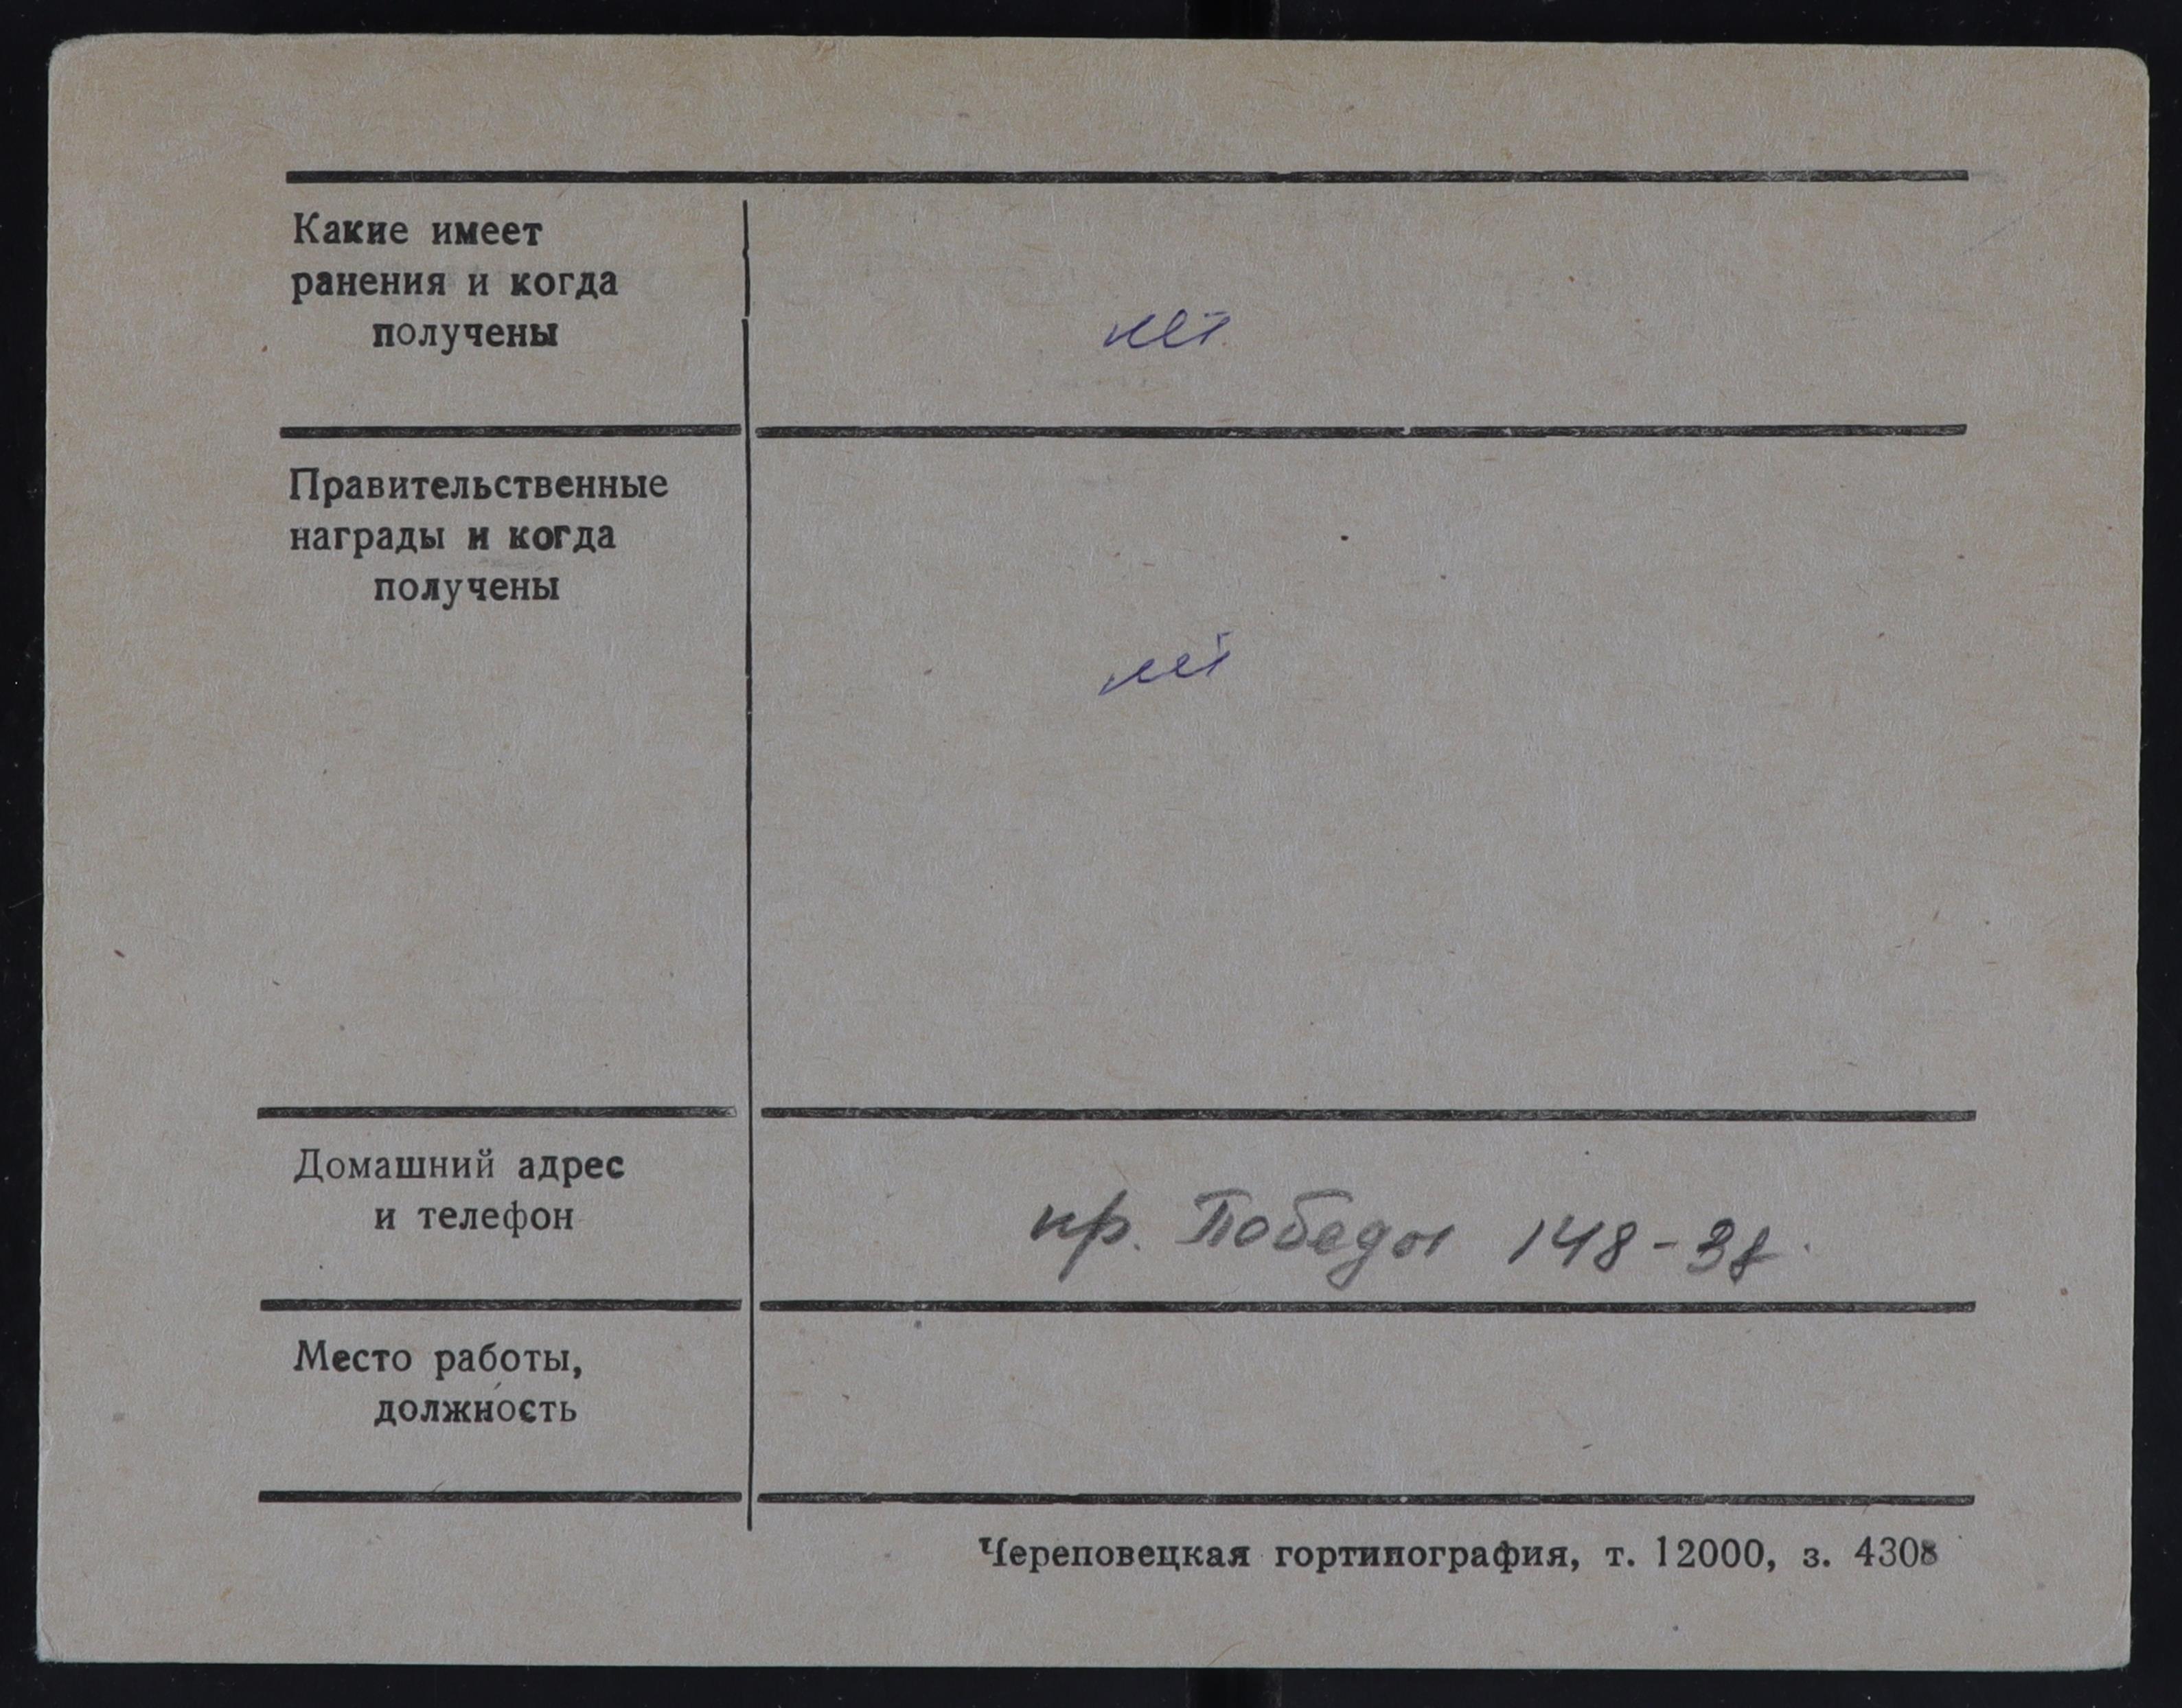 Какие имеет
ранения и когда
получены
нет
Правительственные
награды и когда
получены
нет
Домашний адрес
и телефон
пр. Победы 148-38
Место работы,
должность
Череповецкая гортипография, т. 12000, з. 4308